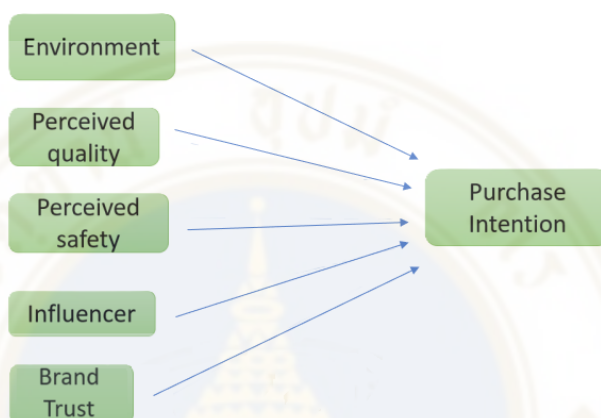 Environment
Perceived
quality
Perceived
safety
Influencer
Brand
Trust
Purchase
Intention